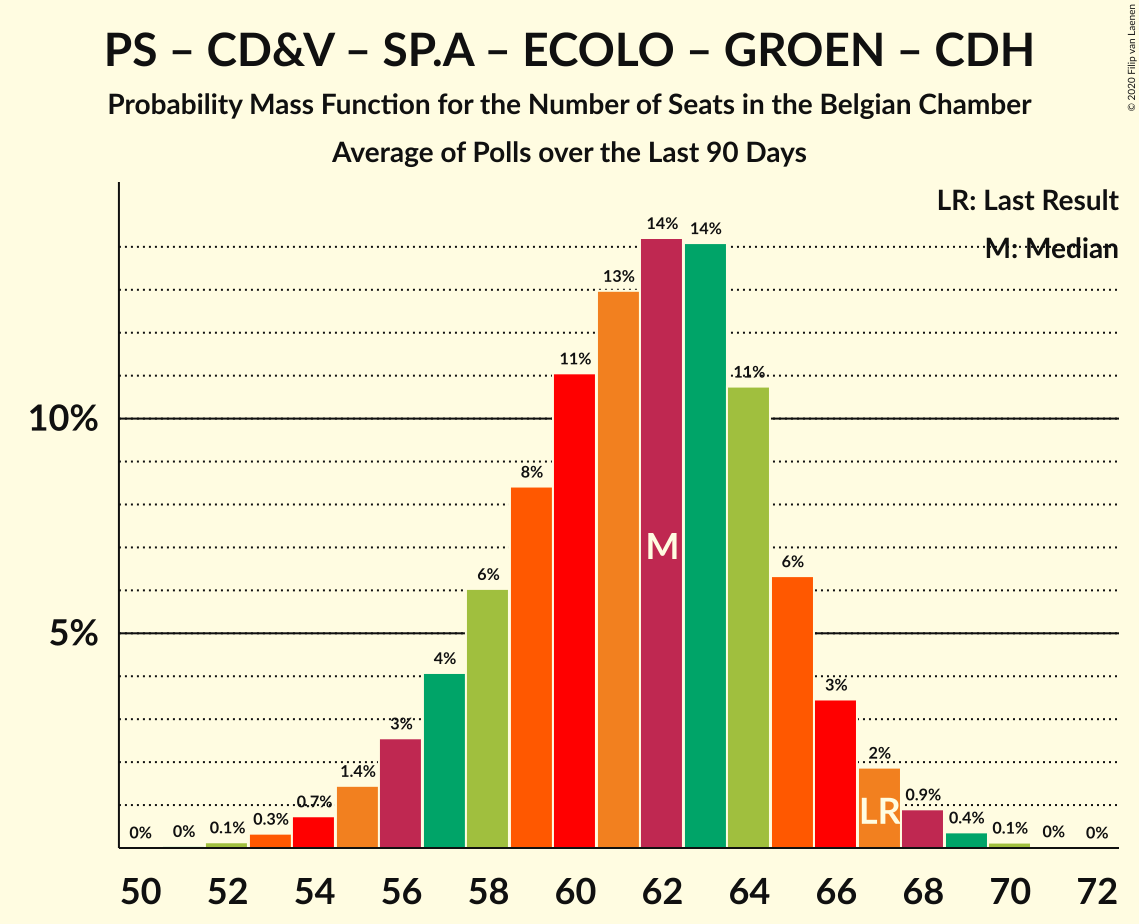 PS – CD&V – SP.A – ECOLO – GROEN – CDH
Probability Mass Function for the Number of Seats in the Belgian Chamber
Average of Polls over the Last 90 Days
© 2020 Filip van Laenen
LR: Last Result
M: Median
10%
5%
0%
0%
0.1%
0.3%
0.7%
1.4%
3%
4%
6%
8%
11%
13%
14%
14%
11%
6%
3%
2%
0.9%
0.4%
0.1%
0%
0%
M
LR
50 52 54 56 58 60 62 64 66 68 70 72